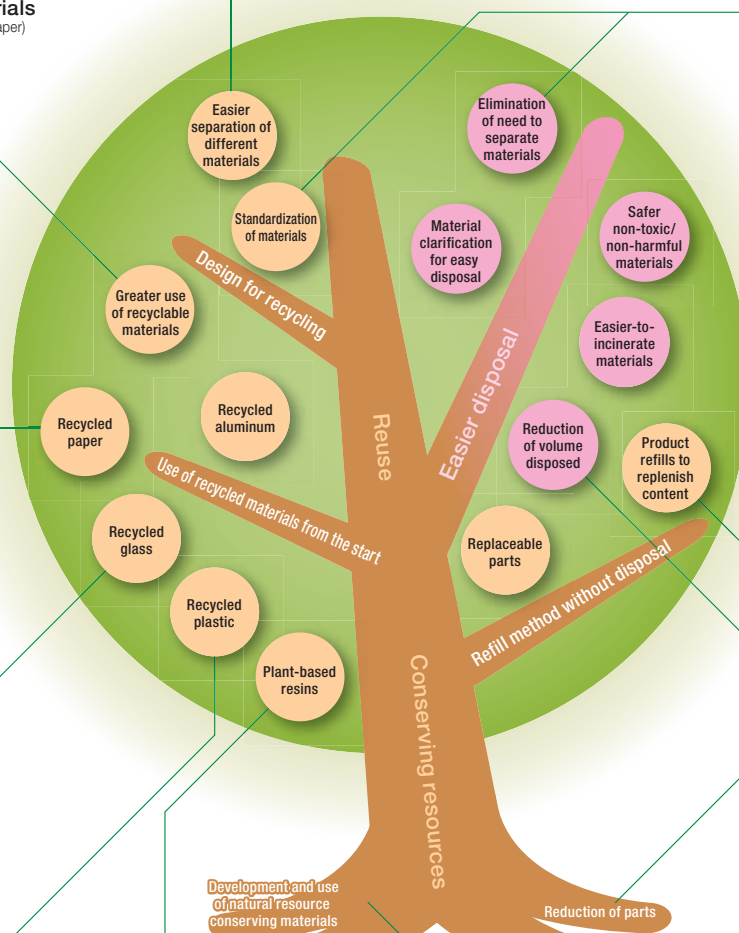 rials
aper)
Easier
separation of
different
materials
Standardization
of materials
Design for recycling
Greater use
of recyclable
materials
Recycled
paper
Recycled
aluminum
Use of recycled materials from the start
Recycled
glass
Recycled
plastic
Plant-based
resins
Reuse
Conserving resources
Elimination
of need to
separate
materials
Material
clarification
for easy
disposal
Safer
non-toxic/
non-harmful
materials
Easier-to-
incinerate
materials
Easier disposal
Reduction
of volume
disposed
Product
refills to
replenish
content
Replaceable
parts
Refill method without disposal
Development and use
of natural resource
conserving materials
Reduction of parts